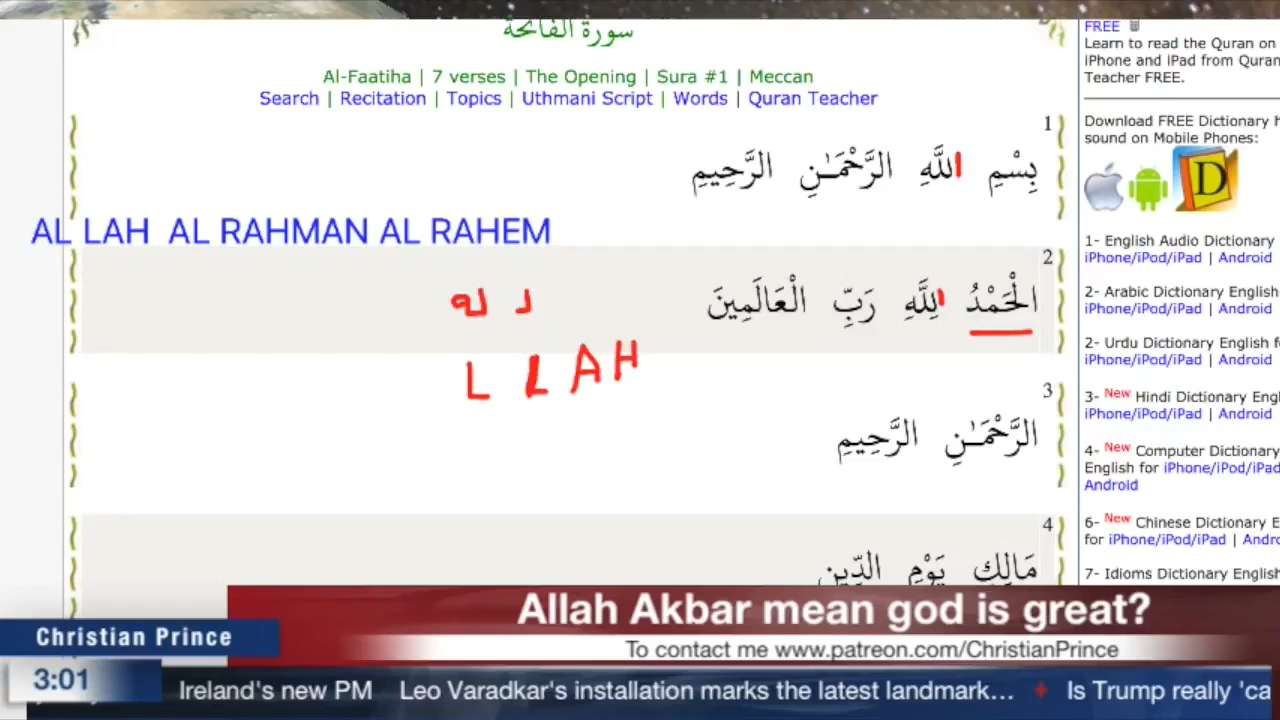 سورة الفاتحة
Al-Faatiha | 7 verses | The Opening | Sura #1 | Meccan
Search | Recitation | Topics | Uthmani Script | Words | Quran Teacher
1
بِسْمِ اللَّهِ الرَّحْمَـٰنِ الرَّحِيمِ
AL LAH AL RAHMAN AL RAHEM
2
الْحَمْدُ لِلَّهِ رَبِّ الْعَالَمِينَ
L L A H
3
الرَّحْمَـٰنِ الرَّحِيمِ
4
مَالِكِ يَوْمِ الدِّينِ
FREE
Learn to read the Quran on
iPhone and iPad from Quran
Teacher FREE.
Download FREE Dictionary
sound on Mobile Phones:
D
1- English Audio Dictionary
iPhone/iPod/iPad | Android
2- Arabic Dictionary English
iPhone/iPod/iPad | Android
2- Urdu Dictionary English
iPhone/iPod/iPad | Android
3- New Hindi Dictionary
iPhone/iPod/iPad | Android
4- New Computer Dictionary
English for iPhone/iPod/iPad
Android
6- New Chinese Dictionary
for iPhone/iPod/iPad |
7- Idioms Dictionary English
Allah Akbar mean god is great?
Christian Prince
To contact me www.patreon.com/ChristianPrince
3:01
Ireland's new PM Leo Varadkar's installation marks the latest landmark... Is Trump really 'ca